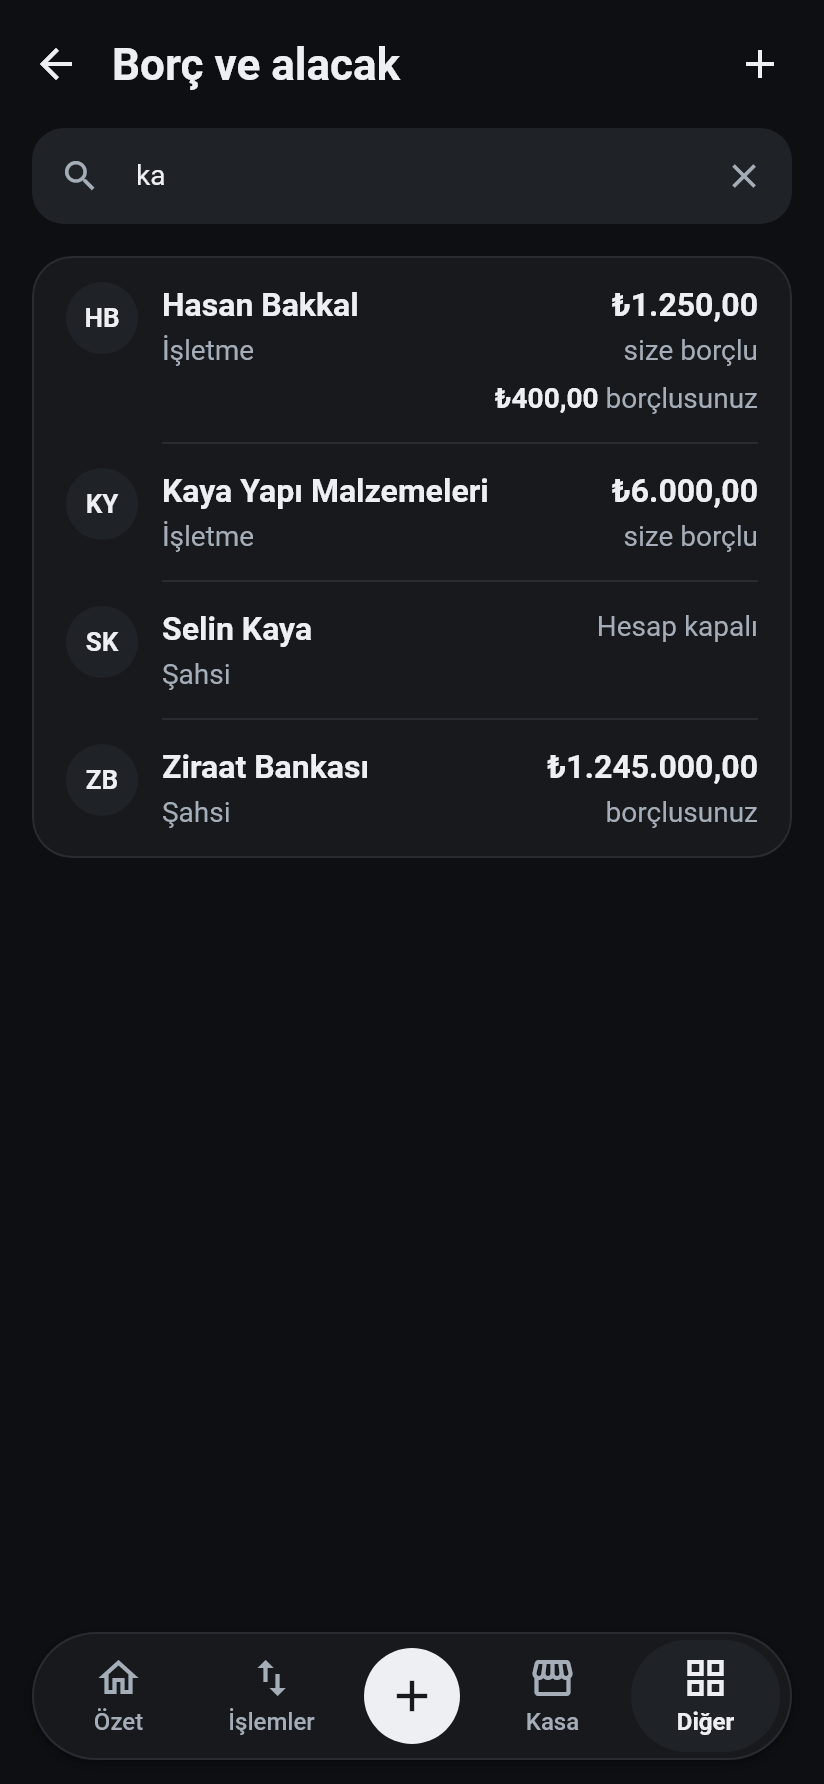 Borç ve alacak
ka
HB
Hasan Bakkal
₺1.250,00
İşletme
size borçlu
₺400,00 borçlusunuz
KY
Kaya Yapı Malzemeleri
₺6.000,00
İşletme
size borçlu
SK
Selin Kaya
Hesap kapalı
Şahsi
ZB
Ziraat Bankası
₺1.245.000,00
Şahsi
borçlusunuz
Özet
İşlemler
Kasa
Diğer